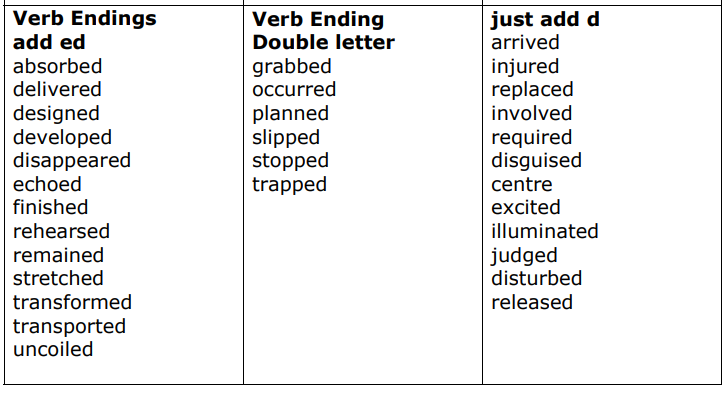 Verb Endings
add ed
absorbed
delivered
designed
developed
disappeared
echoed
finished
rehearsed
remained
stretched
transformed
transported
uncoiled
Verb Ending
Double letter
grabbed
occurred
planned
slipped
stopped
trapped
just add d
arrived
injured
replaced
involved
required
disguised
centre
excited
illuminated
judged
disturbed
released